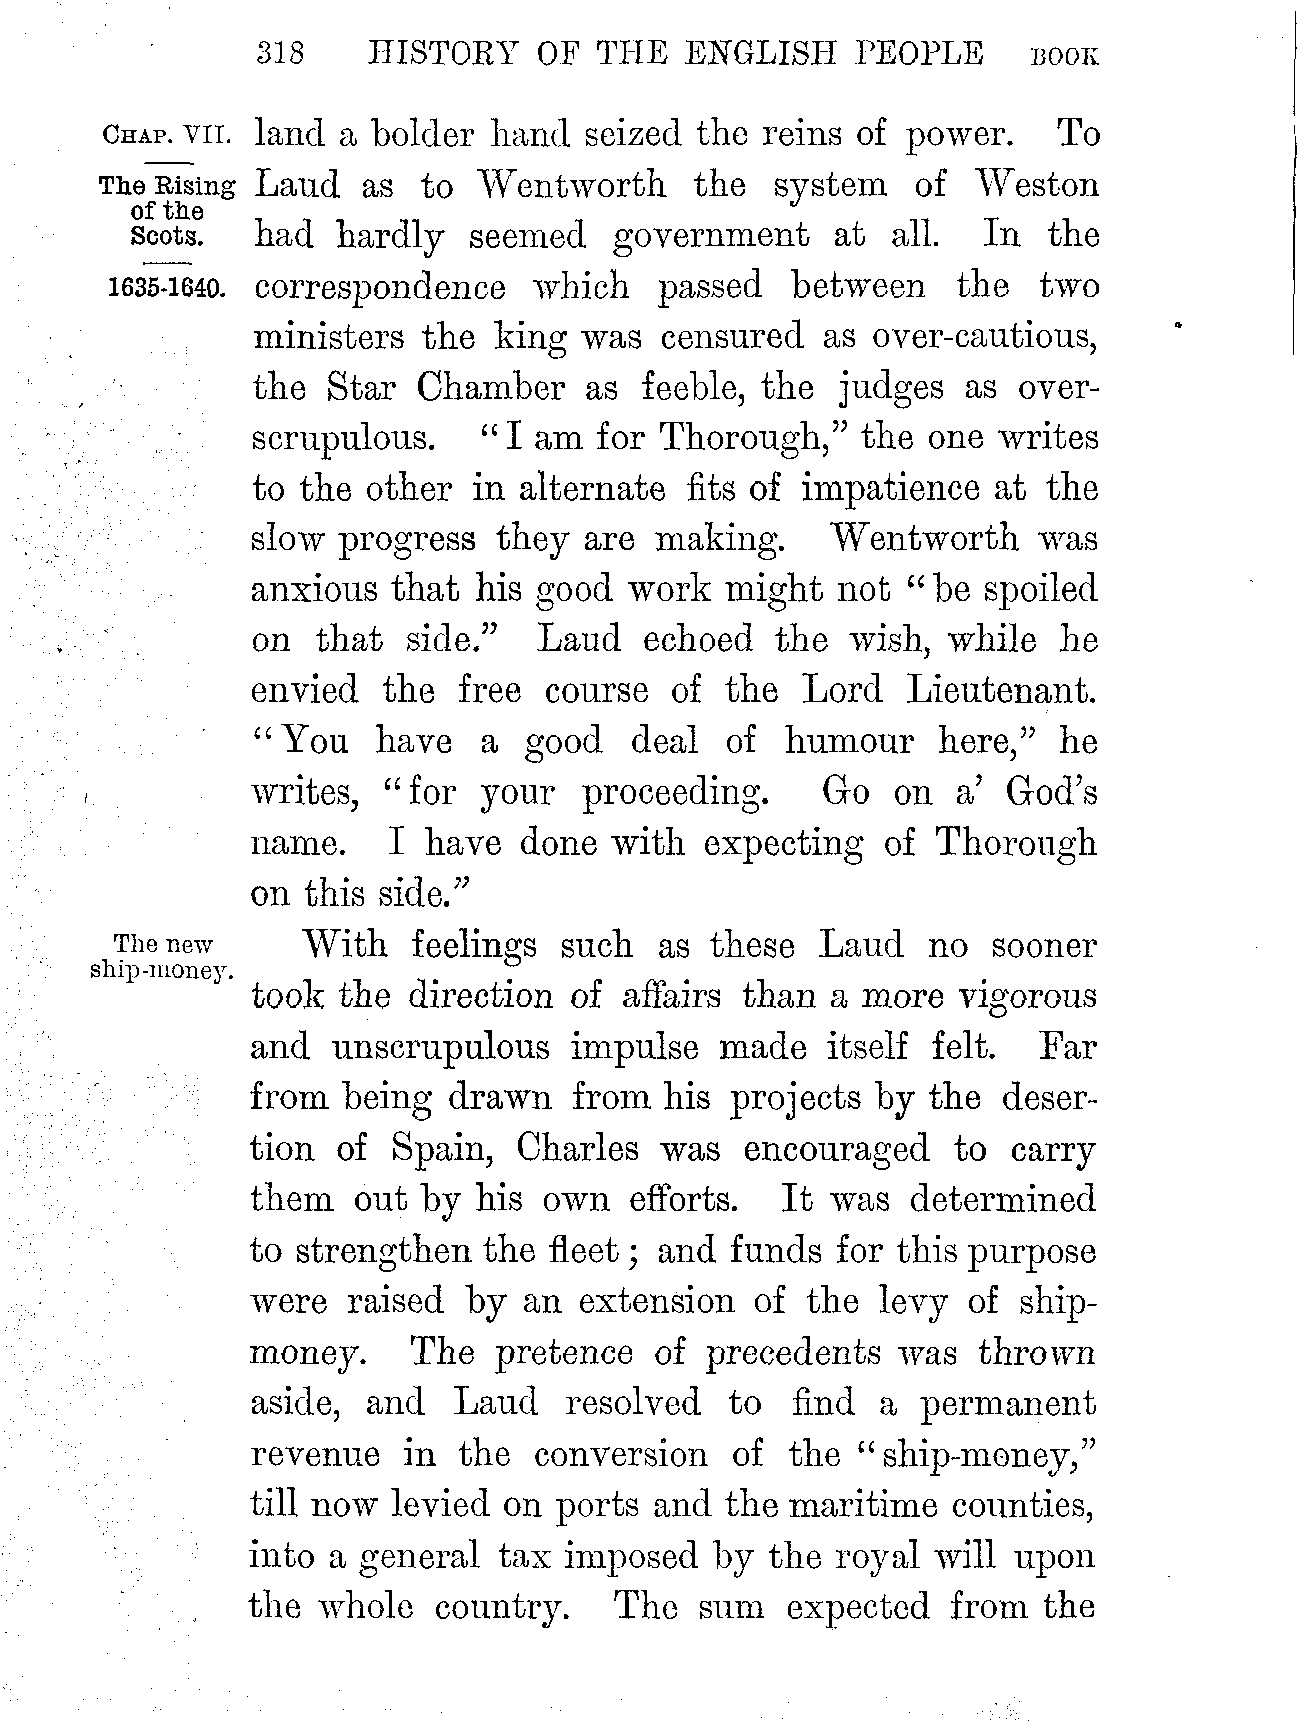 318 HISTORY OF THE ENGLISH PEOPLE BOOK
CHAP. VII.
The Rising
of the
Scots.
1635-1640.
land a bolder hand seized the reins of power. To
Laud as to Wentworth the system of Weston
had hardly seemed government at all. In the
correspondence which passed between the two
ministers the king was censured as over-cautious,
the Star Chamber as feeble, the judges as over-
scrupulous. “I am for Thorough,” the one writes
to the other in alternate fits of impatience at the
slow progress they are making. Wentworth was
anxious that his good work might not “be spoiled
on that side.” Laud echoed the wish, while he
envied the free course of the Lord Lieutenant.
“You have a good deal of humour here,” he
writes, “for your proceeding. Go on a’ God’s
name. I have done with expecting of Thorough
on this side.”
The new
ship-money.
With feelings such as these Laud no sooner
took the direction of affairs than a more vigorous
and unscrupulous impulse made itself felt. Far
from being drawn from his projects by the deser-
tion of Spain, Charles was encouraged to carry
them out by his own efforts. It was determined
to strengthen the fleet; and funds for this purpose
were raised by an extension of the levy of ship-
money. The pretence of precedents was thrown
aside, and Laud resolved to find a permanent
revenue in the conversion of the “ship-money,”
till now levied on ports and the maritime counties,
into a general tax imposed by the royal will upon
the whole country. The sum expected from the